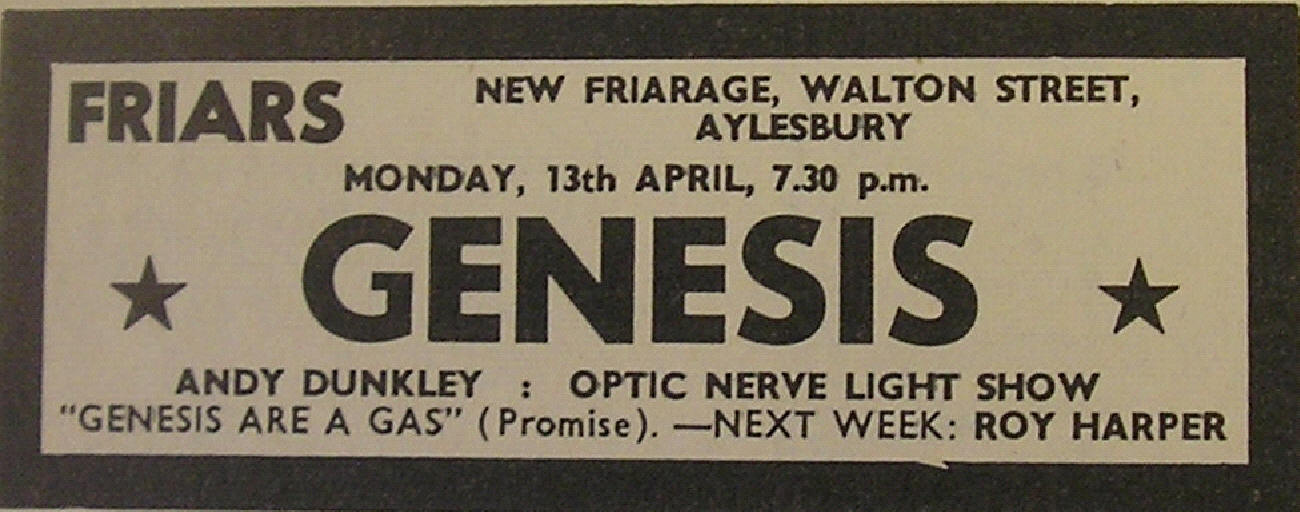 FRIARS
NEW FRIARAGE, WALTON STREET,
AYLESBURY
MONDAY, 13th APRIL, 7.30 p.m.
GENESIS
ANDY DUNKLEY : OPTIC NERVE LIGHT SHOW
"GENESIS ARE A GAS" (Promise). —NEXT WEEK: ROY HARPER